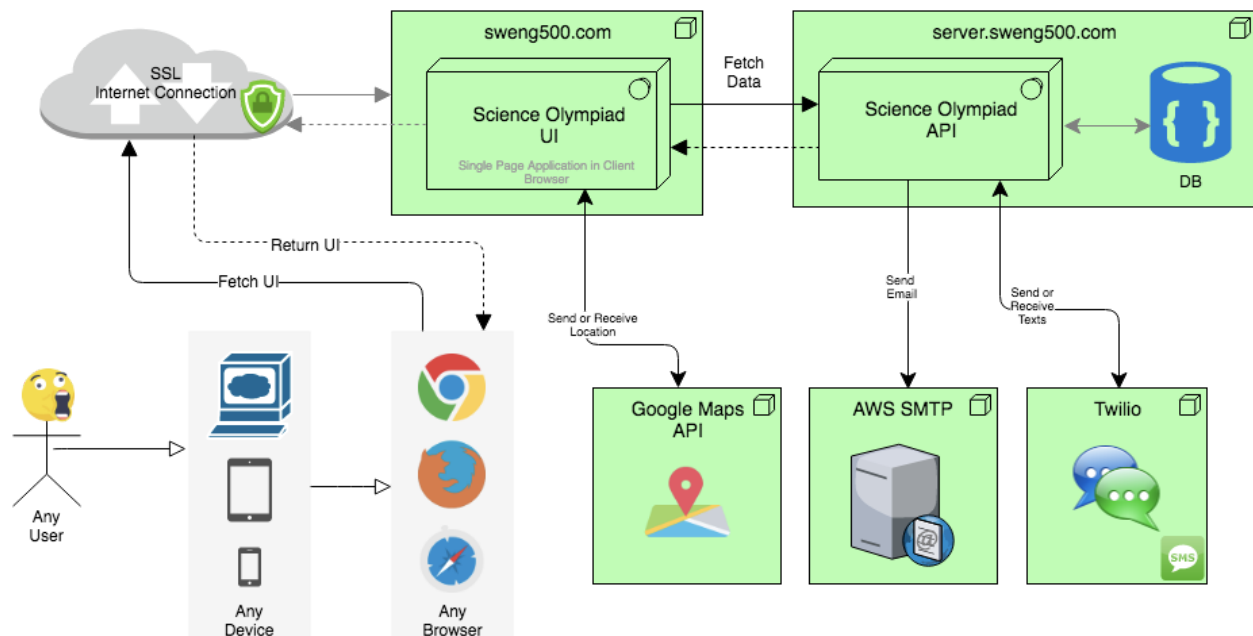 SSL
Internet Connection
sweng500.com
Science Olympiad
UI
Single Page Application in Client
Browser
Fetch
Data
server.sweng500.com
Science Olympiad
API
{ }
DB
Return UI
Fetch UI
Send or Receive
Location
Send
Email
Send or
Receive
Texts
Any
User
Any
Device
Any
Browser
Google Maps
API
AWS SMTP
@
Twilio
SMS